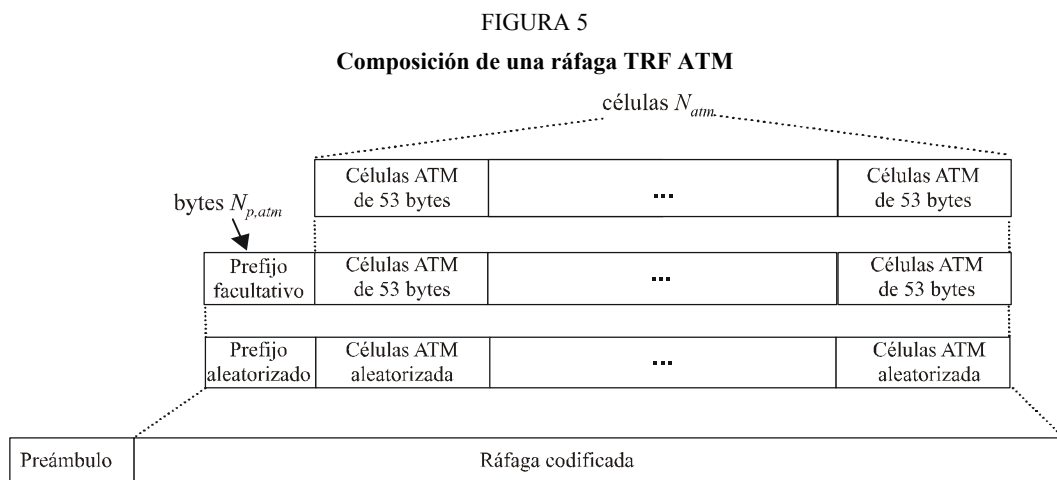 FIGURA 5
Composición de una ráfaga TRF ATM
células N_atm
Células ATM
de 53 bytes
...
Células ATM
de 53 bytes
bytes N_p,atm
Prefijo
facultativo
Células ATM
de 53 bytes
...
Células ATM
de 53 bytes
Prefijo
aleatorizado
Células ATM
aleatorizada
...
Células ATM
aleatorizada
Preámbulo
Ráfaga codificada